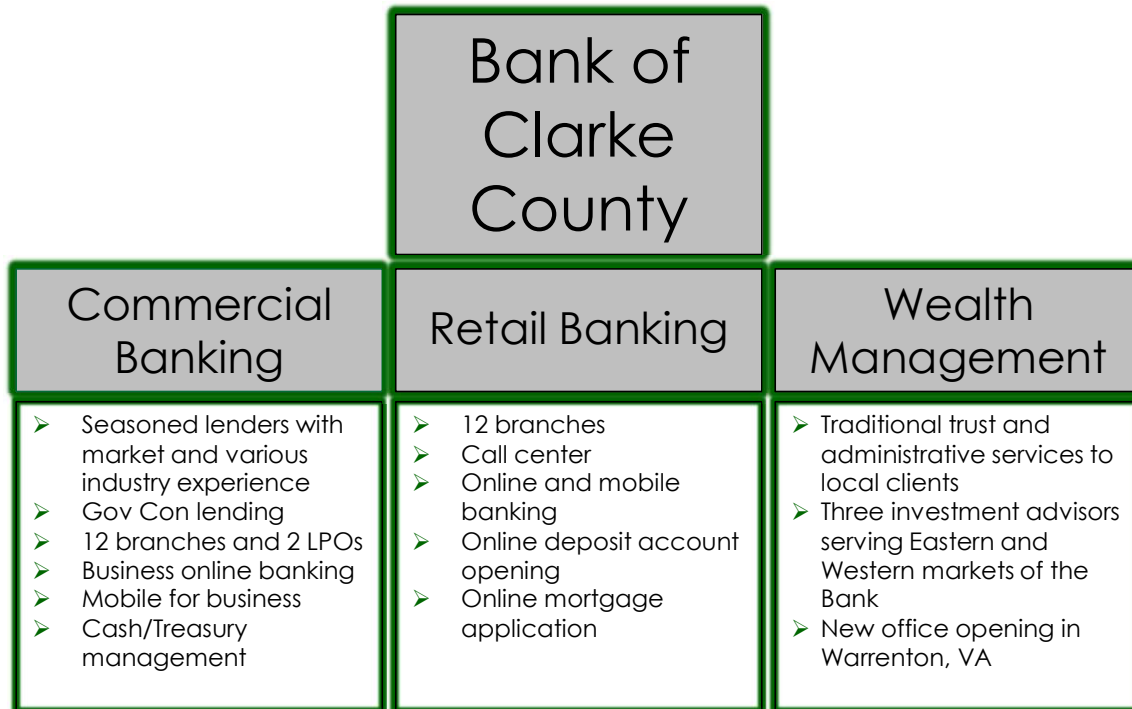 Bank of
Clarke
County
Commercial
Banking
➢ Seasoned lenders with
market and various
industry experience
➢ Gov Con lending
➢ 12 branches and 2 LPOs
➢ Business online banking
➢ Mobile for business
➢ Cash/Treasury
management
Retail Banking
➢ 12 branches
➢ Call center
➢ Online and mobile
banking
➢ Online deposit account
opening
➢ Online mortgage
application
Wealth
Management
➢ Traditional trust and
administrative services to
local clients
➢ Three investment advisors
serving Eastern and
Western markets of the
Bank
➢ New office opening in
Warrenton, VA